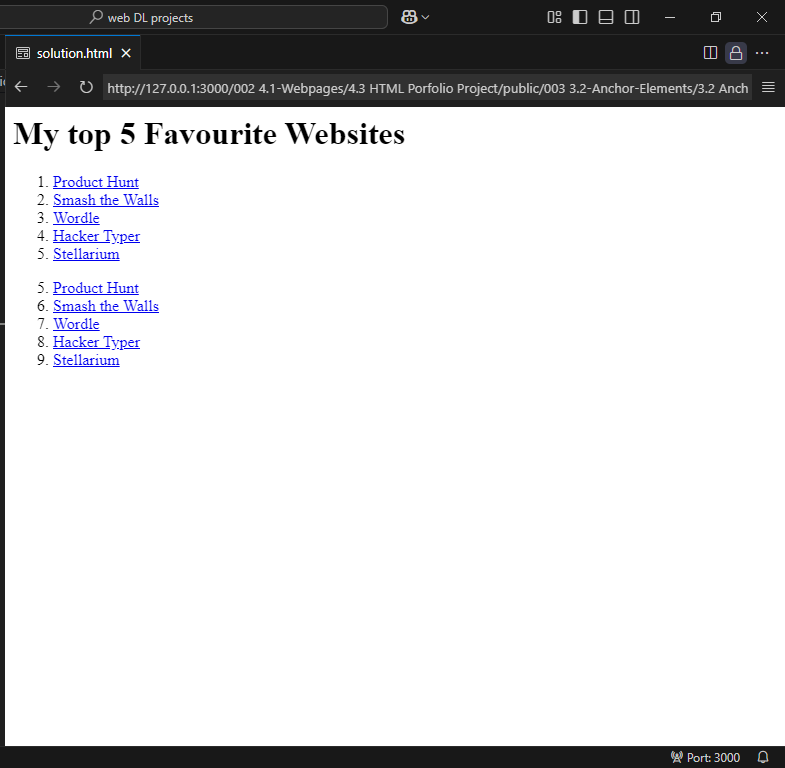 web DL projects
solution.html
http://127.0.0.1:3000/002 4.1-Webpages/4.3 HTML Porfolio Project/public/003 3.2-Anchor-Elements/3.2 Anch
My top 5 Favourite Websites
1. Product Hunt
2. Smash the Walls
3. Wordle
4. Hacker Typer
5. Stellarium
5. Product Hunt
6. Smash the Walls
7. Wordle
8. Hacker Typer
9. Stellarium
Port: 3000